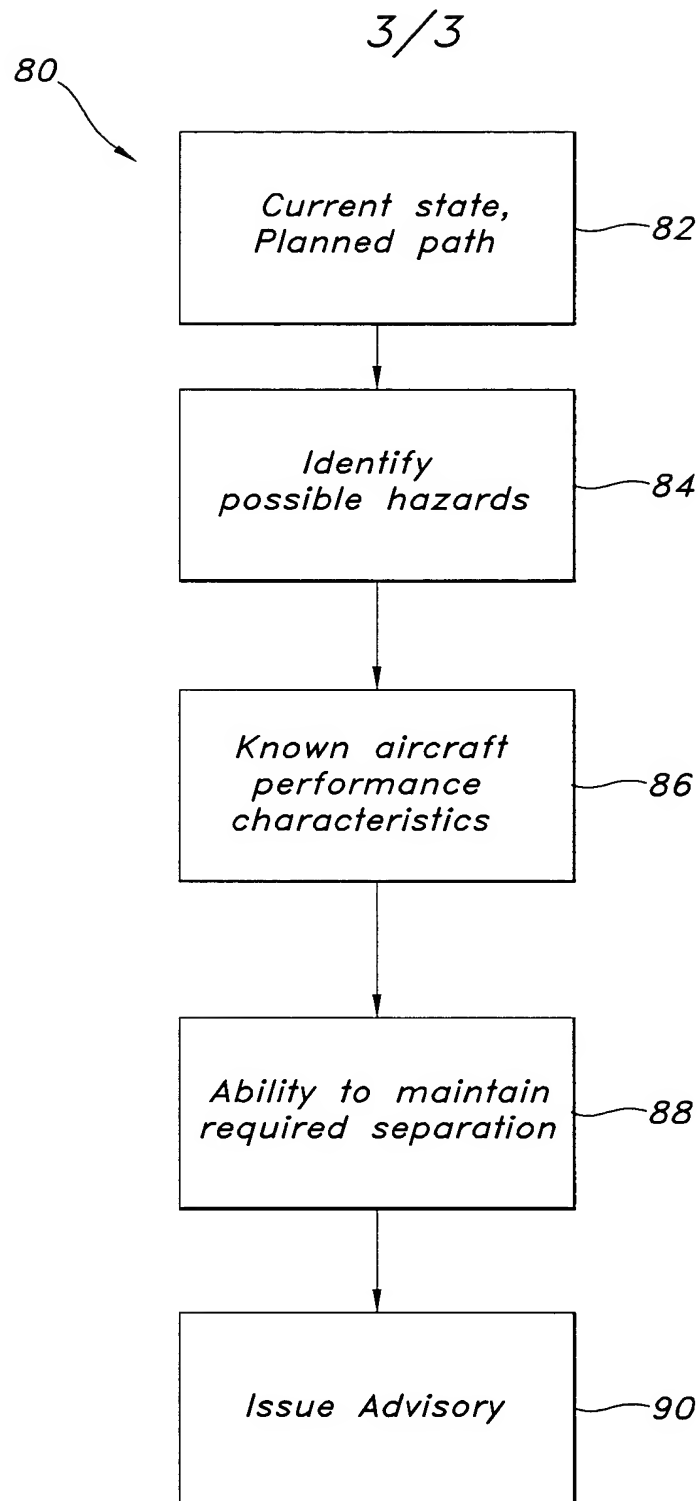 3/3
80
Current state,
Planned path
82
Identify
possible hazards
84
Known aircraft
performance
characteristics
86
Ability to maintain
required separation
88
Issue Advisory
90